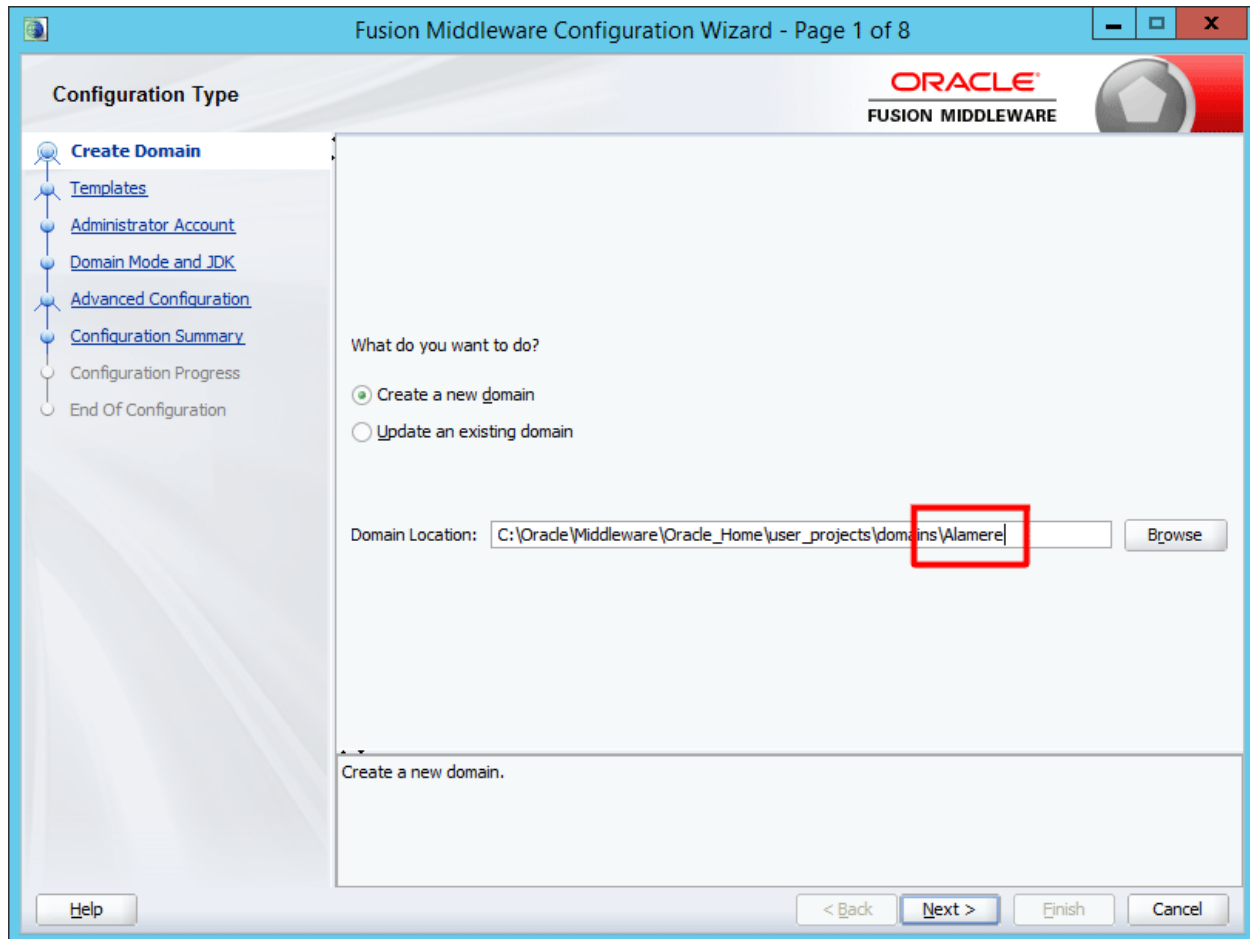 Fusion Middleware Configuration Wizard - Page 1 of 8
Configuration Type
ORACLE
FUSION MIDDLEWARE
Create Domain
Templates
Administrator Account
Domain Mode and JDK
Advanced Configuration
Configuration Summary
Configuration Progress
End Of Configuration
What do you want to do?
Create a new domain
Update an existing domain
Domain Location: C:\Oracle\Middleware\Oracle_Home\user_projects\domains\Alamere Browse
Create a new domain.
Help < Back Next > Finish Cancel